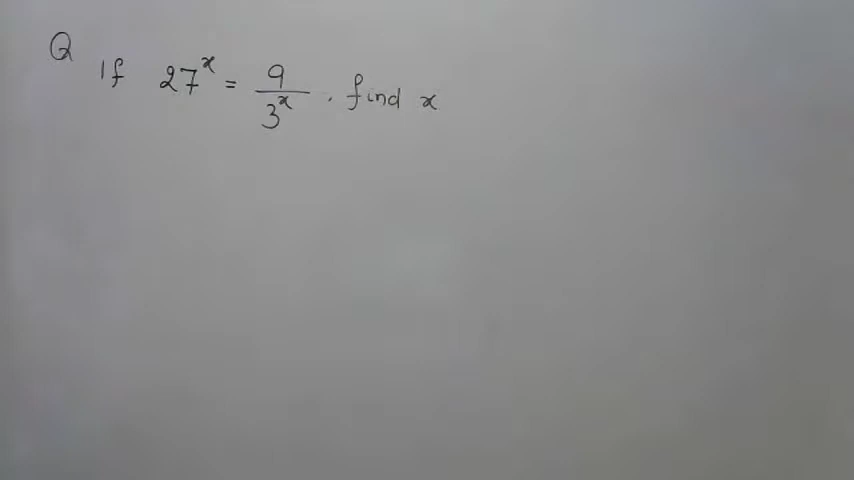 Q If 27^x = 9/3^x . find x